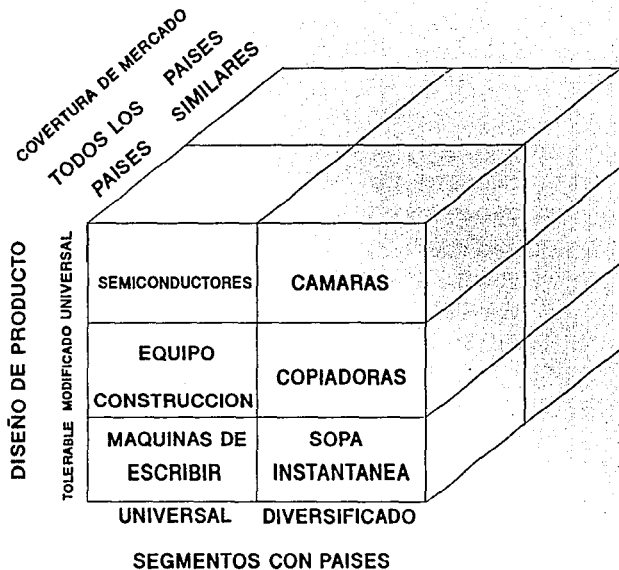 COVERTURA DE MERCADO
TODOS LOS PAISES
PAISES SIMILARES
DISEÑO DE PRODUCTO
TOLERABLE MODIFICADO UNIVERSAL
SEMICONDUCTORES
CAMARAS
EQUIPO
CONSTRUCCION
COPIADORAS
MAQUINAS DE
ESCRIBIR
SOPA
INSTANTANEA
UNIVERSAL DIVERSIFICADO
SEGMENTOS CON PAISES